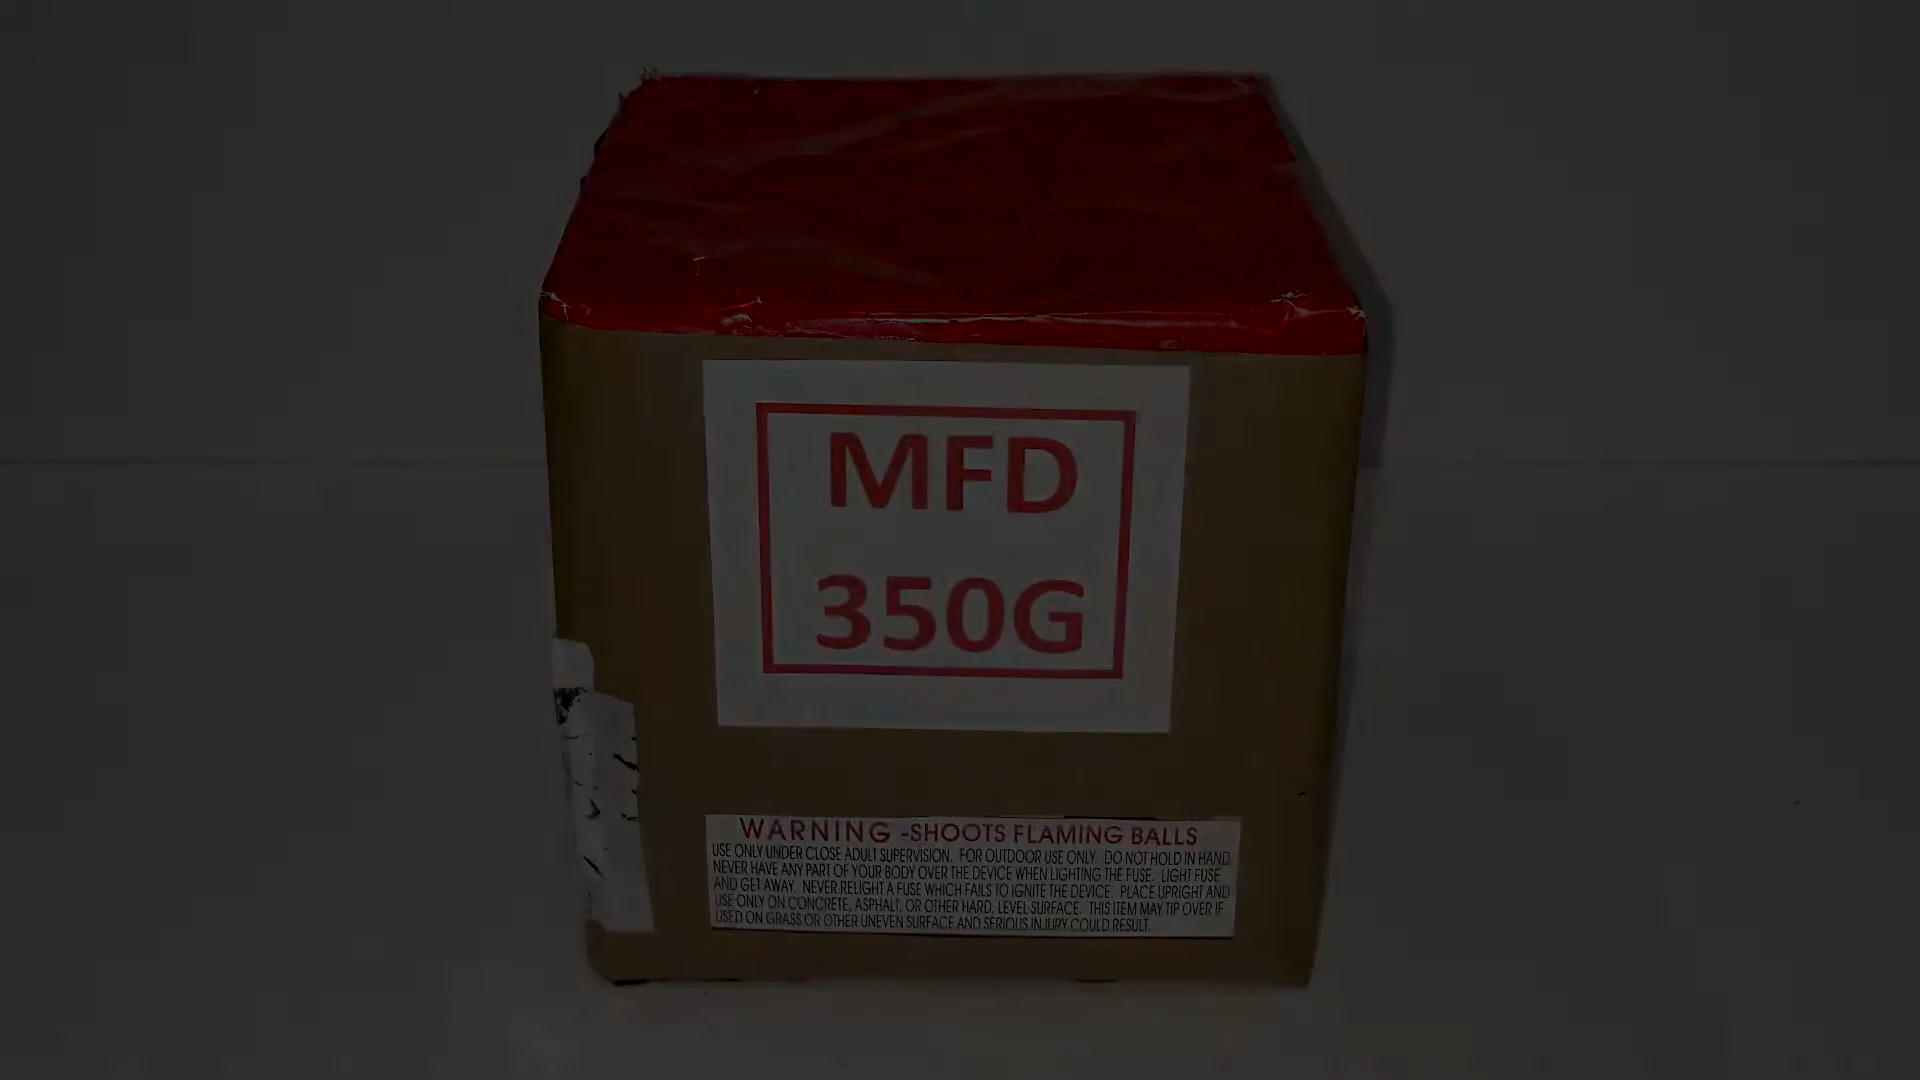 MFD
350G
WARNING -SHOOTS FLAMING BALLS
USE ONLY UNDER CLOSE ADULT SUPERVISION. FOR OUTDOOR USE ONLY. DO NOT HOLD IN HAND.
NEVER HAVE ANY PART OF YOUR BODY OVER THE DEVICE WHEN LIGHTING THE FUSE. LIGHT FUSE
AND GET AWAY. NEVER RELIGHT A FUSE WHICH FAILS TO IGNITE THE DEVICE. PLACE UPRIGHT AND
USE ONLY ON CONCRETE, ASPHALT, OR OTHER HARD, LEVEL SURFACE. THIS ITEM MAY TIP OVER IF
USED ON GRASS OR OTHER UNEVEN SURFACE AND SERIOUS INJURY COULD RESULT.